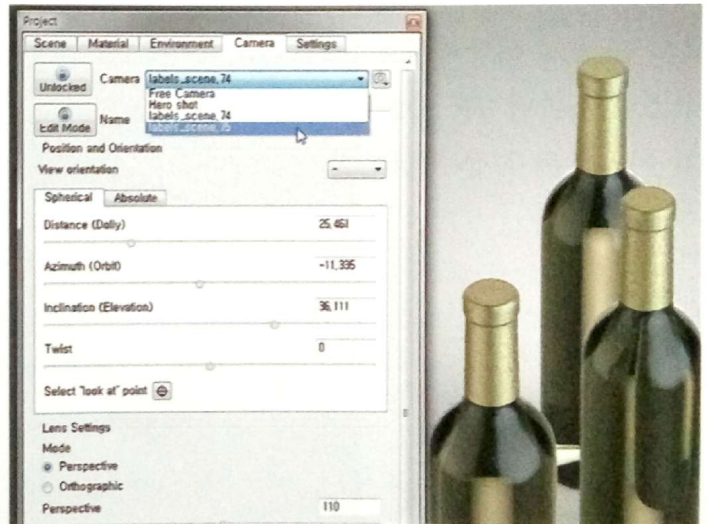 Project
Scene Material Environment Camera Settings
Unlocked Camera labels_scene.74
Free Camera
Hero shot
labels_scene.74
labels_scene.75
Edit Mode Name
Position and Orientation
View orientation -
Spherical Absolute
Distance (Dolly) 25.461
Azimuth (Orbit) -11.335
Inclination (Elevation) 36.111
Twist 0
Select "look at" point
Lens Settings
Mode
Perspective
Orthographic
Perspective 110